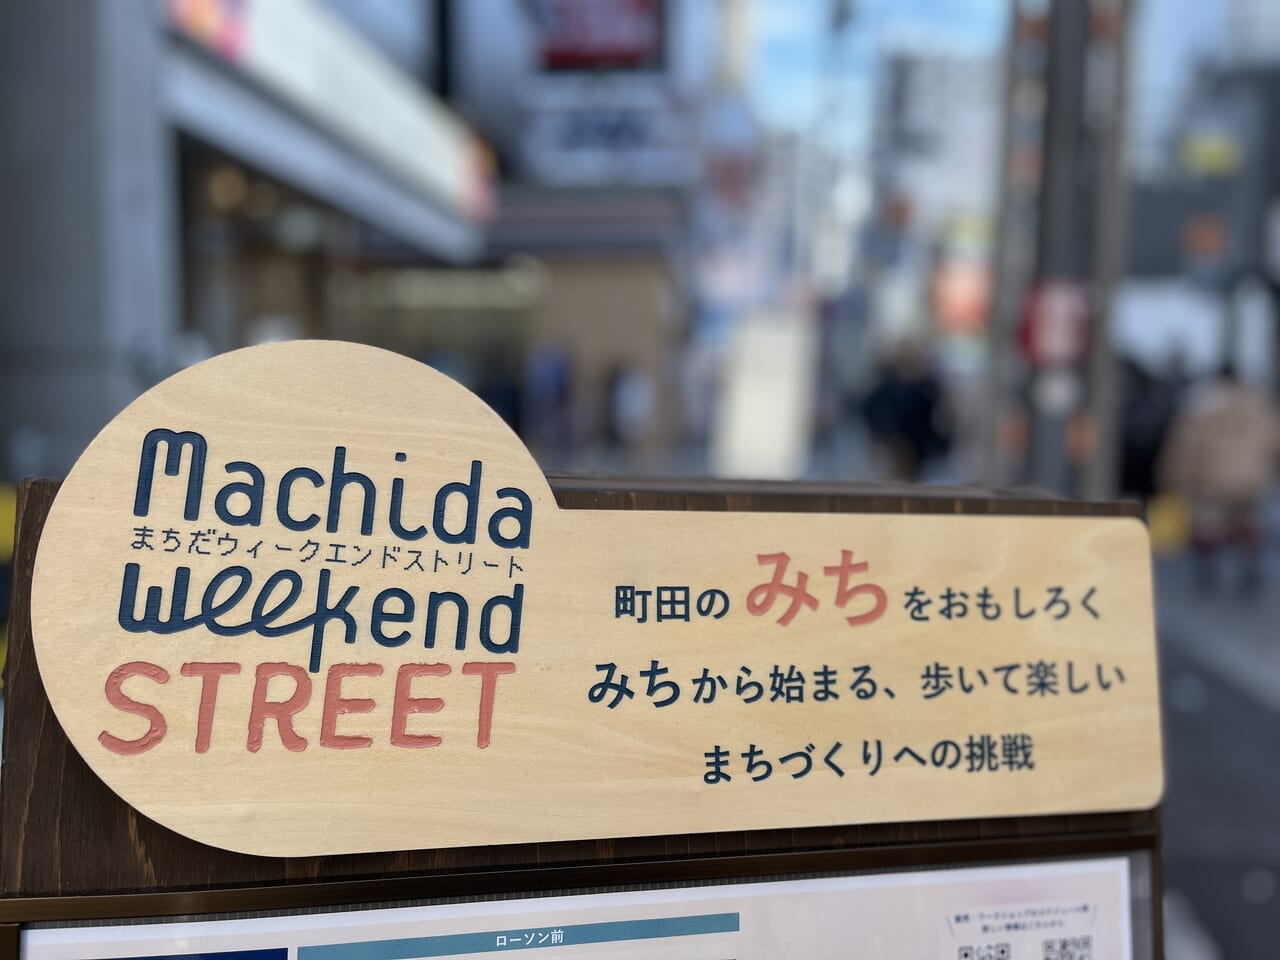 Machida
まちだウィークエンドストリート
weekend
STREET
町田のみちをおもしろく
みちから始まる、歩いて楽しい
まちづくりへの挑戦
ローソン前